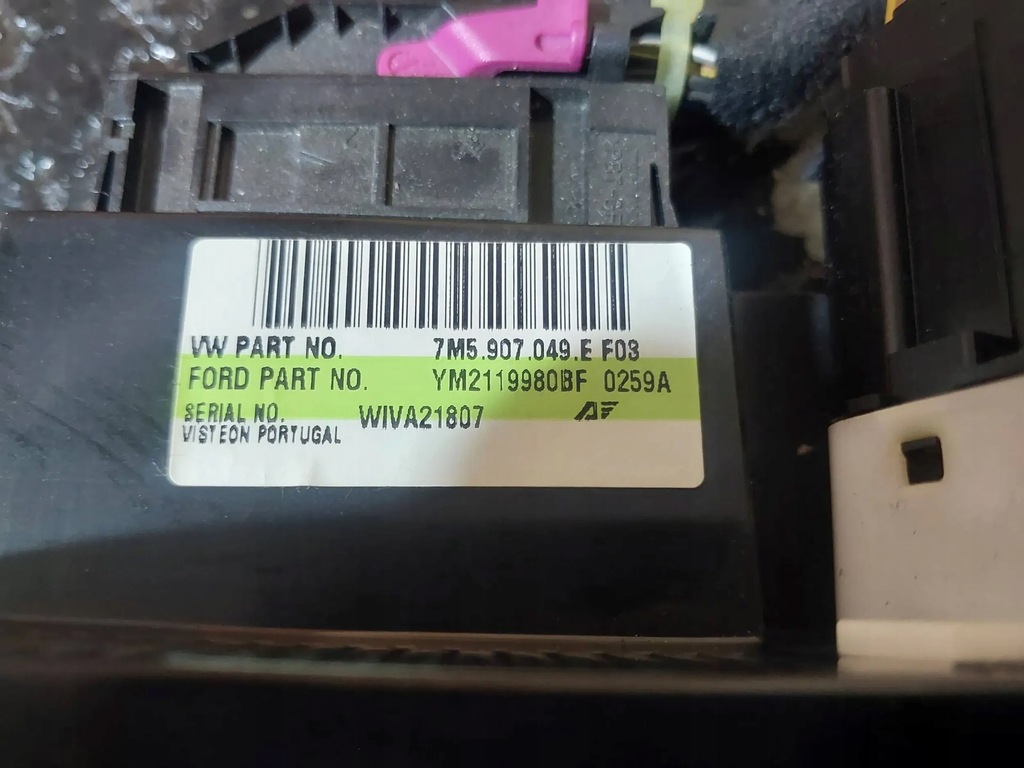 VW PART NO. 7M5.907.049.E F03
FORD PART NO. YM2119980BF 0259A
SERIAL NO. WIVA21807
VISTEON PORTUGAL